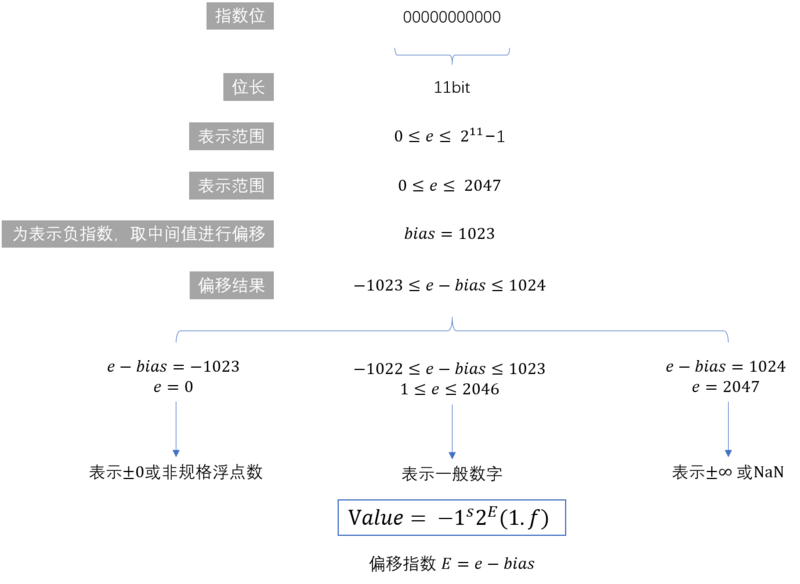 指数位 00000000000
位长 11bit
表示范围 0 ≤ e ≤ 2¹¹−1
表示范围 0 ≤ e ≤ 2047
为表示负指数，取中间值进行偏移 bias = 1023
偏移结果 −1023 ≤ e − bias ≤ 1024
e − bias = −1023
e = 0
−1022 ≤ e − bias ≤ 1023
1 ≤ e ≤ 2046
e − bias = 1024
e = 2047
表示±0或非规格浮点数
表示一般数字
表示±∞ 或NaN
Value = −1ˢ2ᴱ(1.f)
偏移指数 E = e − bias